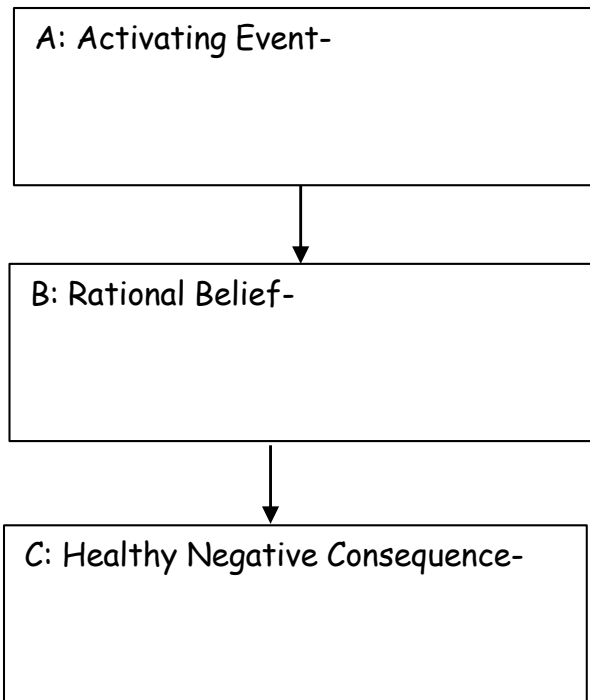 A: Activating Event-
B: Rational Belief-
C: Healthy Negative Consequence-